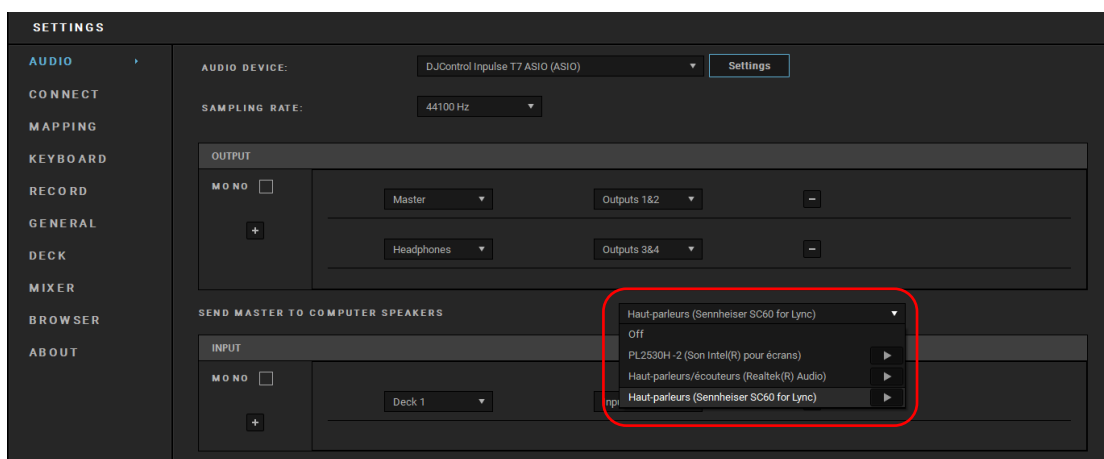 SETTINGS
AUDIO
CONNECT
MAPPING
KEYBOARD
RECORD
GENERAL
DECK
MIXER
BROWSER
ABOUT
AUDIO DEVICE: DJControl Inpulse T7 ASIO (ASIO) Settings
SAMPLING RATE: 44100 Hz
OUTPUT
MONO
Master Outputs 1&2
Headphones Outputs 3&4
SEND MASTER TO COMPUTER SPEAKERS Haut-parleurs (Sennheiser SC60 for Lync)
Off
PL2530H -2 (Son Intel(R) pour écrans)
Haut-parleurs/écouteurs (Realtek(R) Audio)
Haut-parleurs (Sennheiser SC60 for Lync)
INPUT
MONO
Deck 1